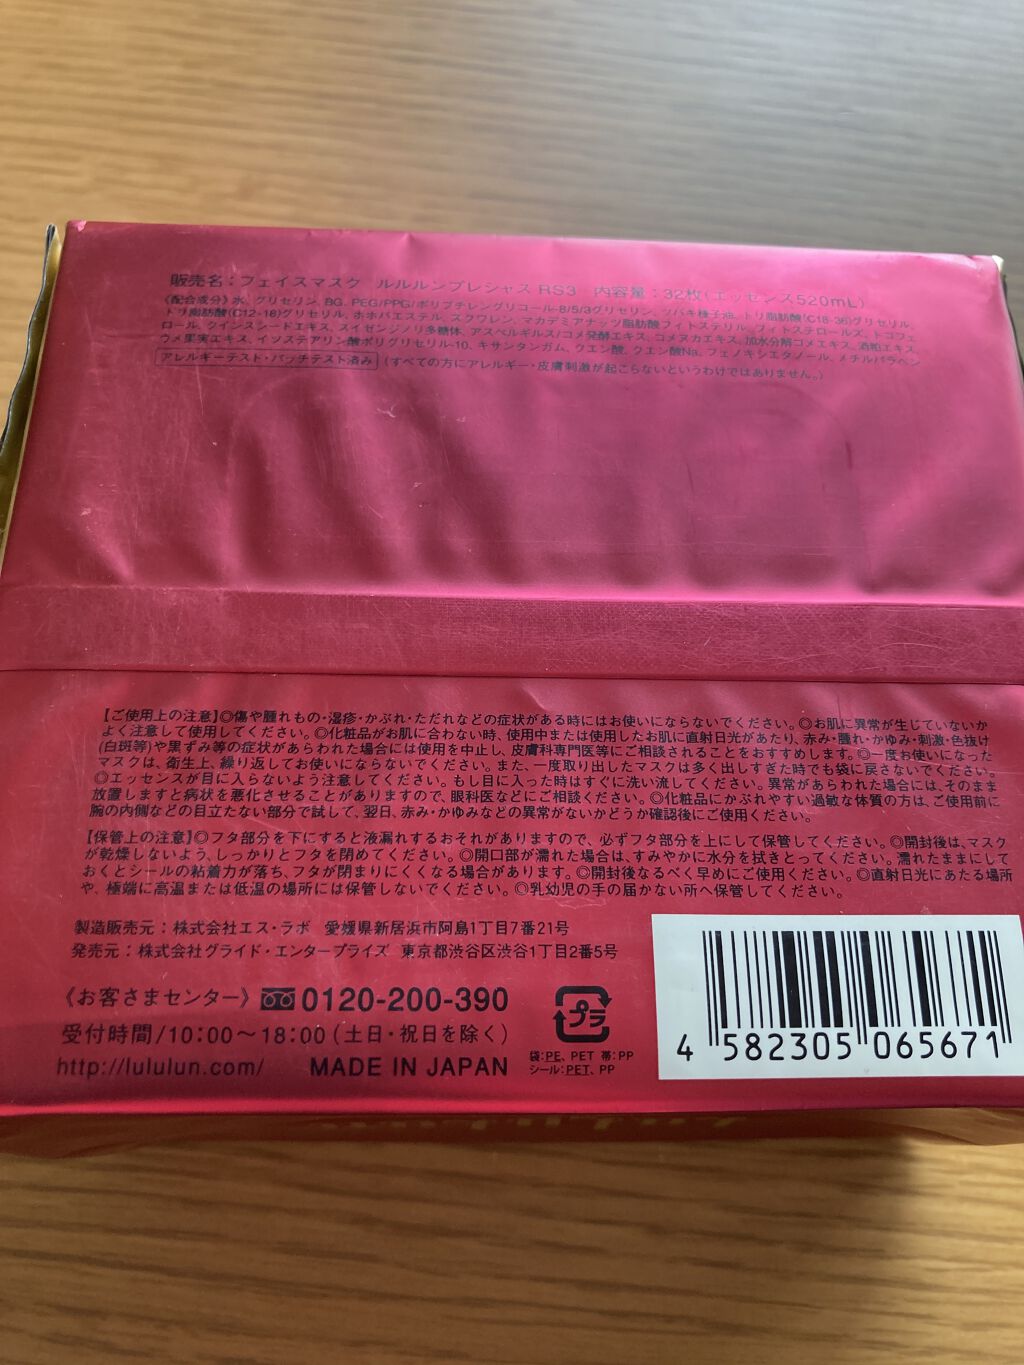 販売名：フェイスマスク ルルルンプレシャス RS3 内容量：32枚(エッセンス520mL)
《配合成分》水、グリセリン、BG、PEG/PPG/ポリブチレングリコール-8/5/3グリセリン、ツバキ種子油、トリ脂肪酸(C18-36)グリセリル、
トリ脂肪酸(C12-18)グリセリル、ホホバエステル、スクワレン、マカデミアナッツ脂肪酸フィトステリル、フィトステロールズ、トコフェ
ロール、クインスシードエキス、スイゼンジノリ多糖体、アスペルギルス/コメ発酵エキス、コメヌカエキス、加水分解コメエキス、酒粕エキス、
ウメ果実エキス、イソステアリン酸ポリグリセリル-10、キサンタンガム、クエン酸、クエン酸Na、フェノキシエタノール、メチルパラベン
アレルギーテスト・パッチテスト済み (すべての方にアレルギー・皮膚刺激が起こらないというわけではありません。)
【ご使用上の注意】◎傷や腫れもの・湿疹・かぶれ・ただれなどの症状がある時にはお使いにならないでください。◎お肌に異常が生じていないか
よく注意して使用してください。◎化粧品がお肌に合わない時、使用中または使用したお肌に直射日光があたり、赤み・腫れ・かゆみ・刺激・色抜け
(白斑等)や黒ずみ等の症状があらわれた場合には使用を中止し、皮膚科専門医等にご相談されることをおすすめします。◎一度お使いになった
マスクは、衛生上、繰り返してお使いにならないでください。また、一度取り出したマスクは多く出しすぎた時でも袋に戻さないでください。
◎エッセンスが目に入らないよう注意してください。もし目に入った時はすぐに洗い流してください。異常があらわれた場合には、そのまま
放置しますと病状を悪化させることがありますので、眼科医などにご相談ください。◎化粧品にかぶれやすい過敏な体質の方は、ご使用前に
腕の内側などの目立たない部分で試して、翌日、赤み・かゆみなどの異常がないかどうか確認後にご使用ください。
【保管上の注意】◎フタ部分を下にすると液漏れするおそれがありますので、必ずフタ部分を上にして保管してください。◎開封後は、マスク
が乾燥しないよう、しっかりとフタを閉めてください。◎開口部が濡れた場合は、すみやかに水分を拭きとってください。濡れたままにして
おくとシールの粘着力が落ち、フタが閉まりにくくなる場合があります。◎開封後なるべく早めにご使用ください。◎直射日光にあたる場所
や、極端に高温または低温の場所には保管しないでください。◎乳幼児の手の届かない所へ保管してください。
製造販売元：株式会社エス・ラボ 愛媛県新居浜市阿島1丁目7番21号
発売元：株式会社グライド・エンタープライズ 東京都渋谷区渋谷1丁目2番5号
《お客さまセンター》 0120-200-390
受付時間/10:00〜18:00(土日・祝日を除く)
http://lululun.com/ MADE IN JAPAN
プラ
袋:PE、PET 帯:PP
シール:PET、PP
4 582305 065671